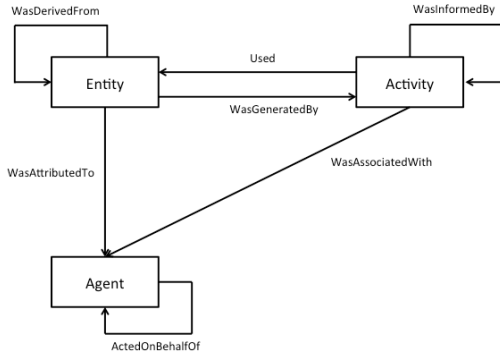 WasDerivedFrom
WasInformedBy
Used
Entity
Activity
WasGeneratedBy
WasAttributedTo
WasAssociatedWith
Agent
ActedOnBehalfOf